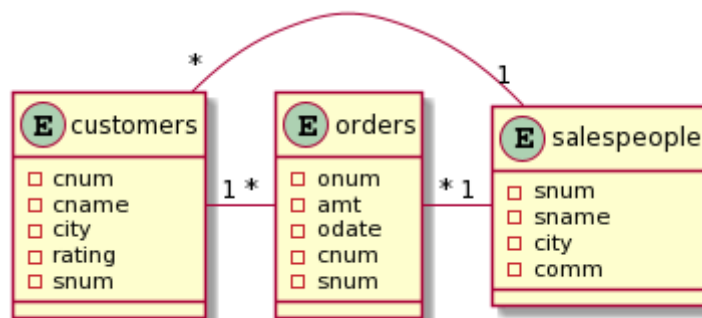 * 1
E customers
cnum
cname
city
rating
snum
1 *
E orders
onum
amt
odate
cnum
snum
* 1
E salespeople
snum
sname
city
comm